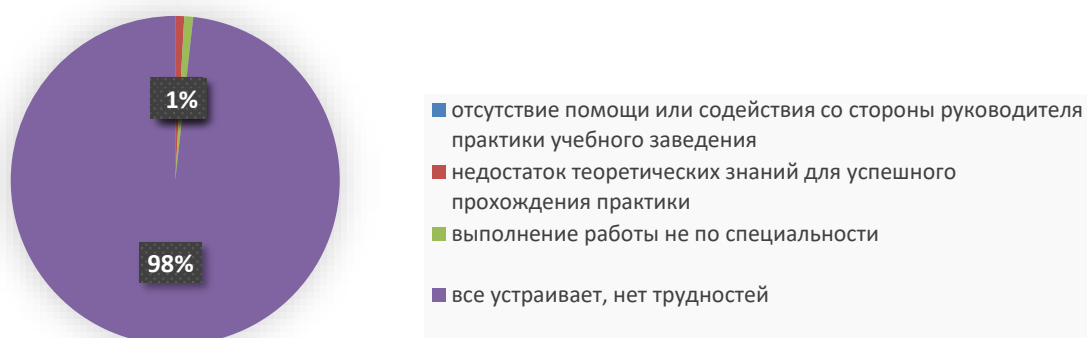 1%
98%
отсутствие помощи или содействия со стороны руководителя
практики учебного заведения
недостаток теоретических знаний для успешного
прохождения практики
выполнение работы не по специальности
все устраивает, нет трудностей